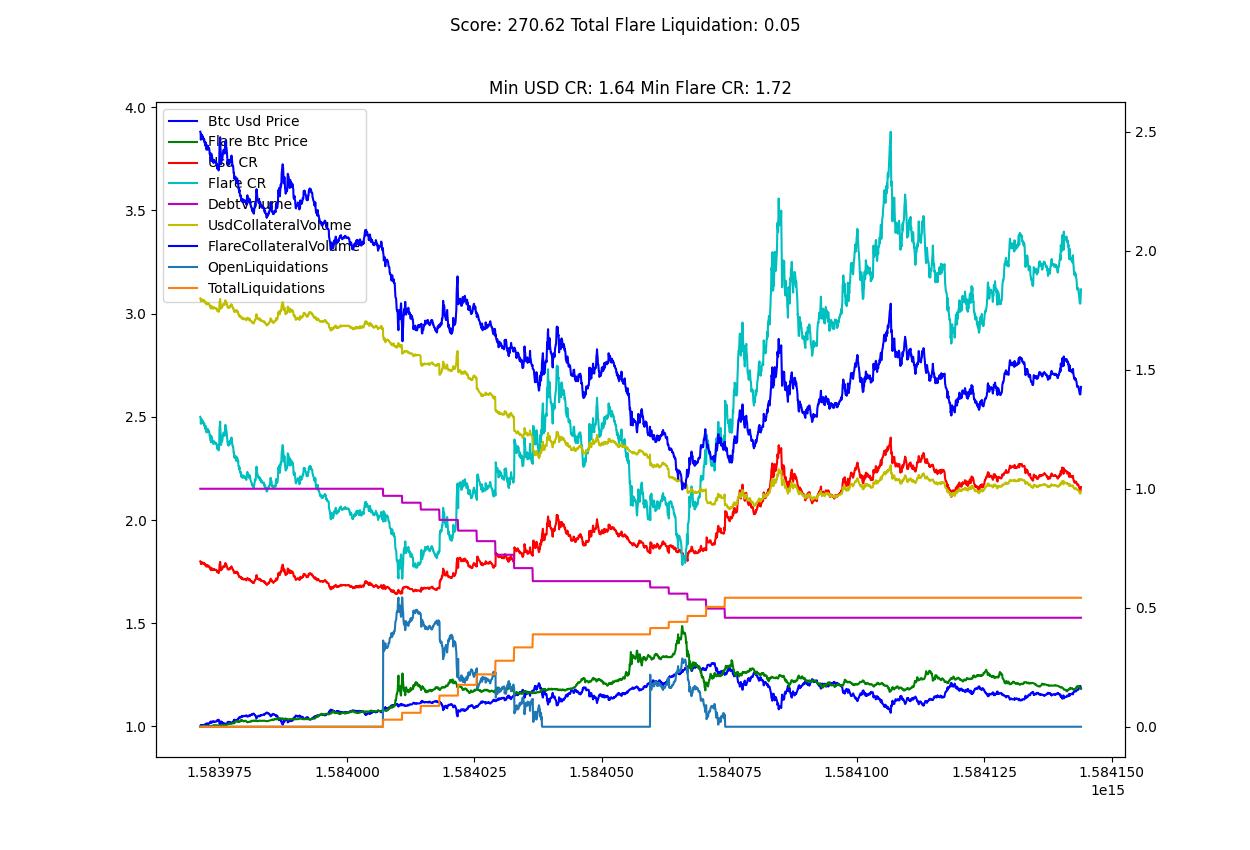 Score: 270.62 Total Flare Liquidation: 0.05
Min USD CR: 1.64 Min Flare CR: 1.72
4.0
3.5
3.0
2.5
2.0
1.5
1.0
Btc Usd Price
Flare Btc Price
Usd CR
Flare CR
DebtVolume
UsdCollateralVolume
FlareCollateralVolume
OpenLiquidations
TotalLiquidations
2.5
2.0
1.5
1.0
0.5
0.0
1.583975 1.584000 1.584025 1.584050 1.584075 1.584100 1.584125 1.584150
1e15